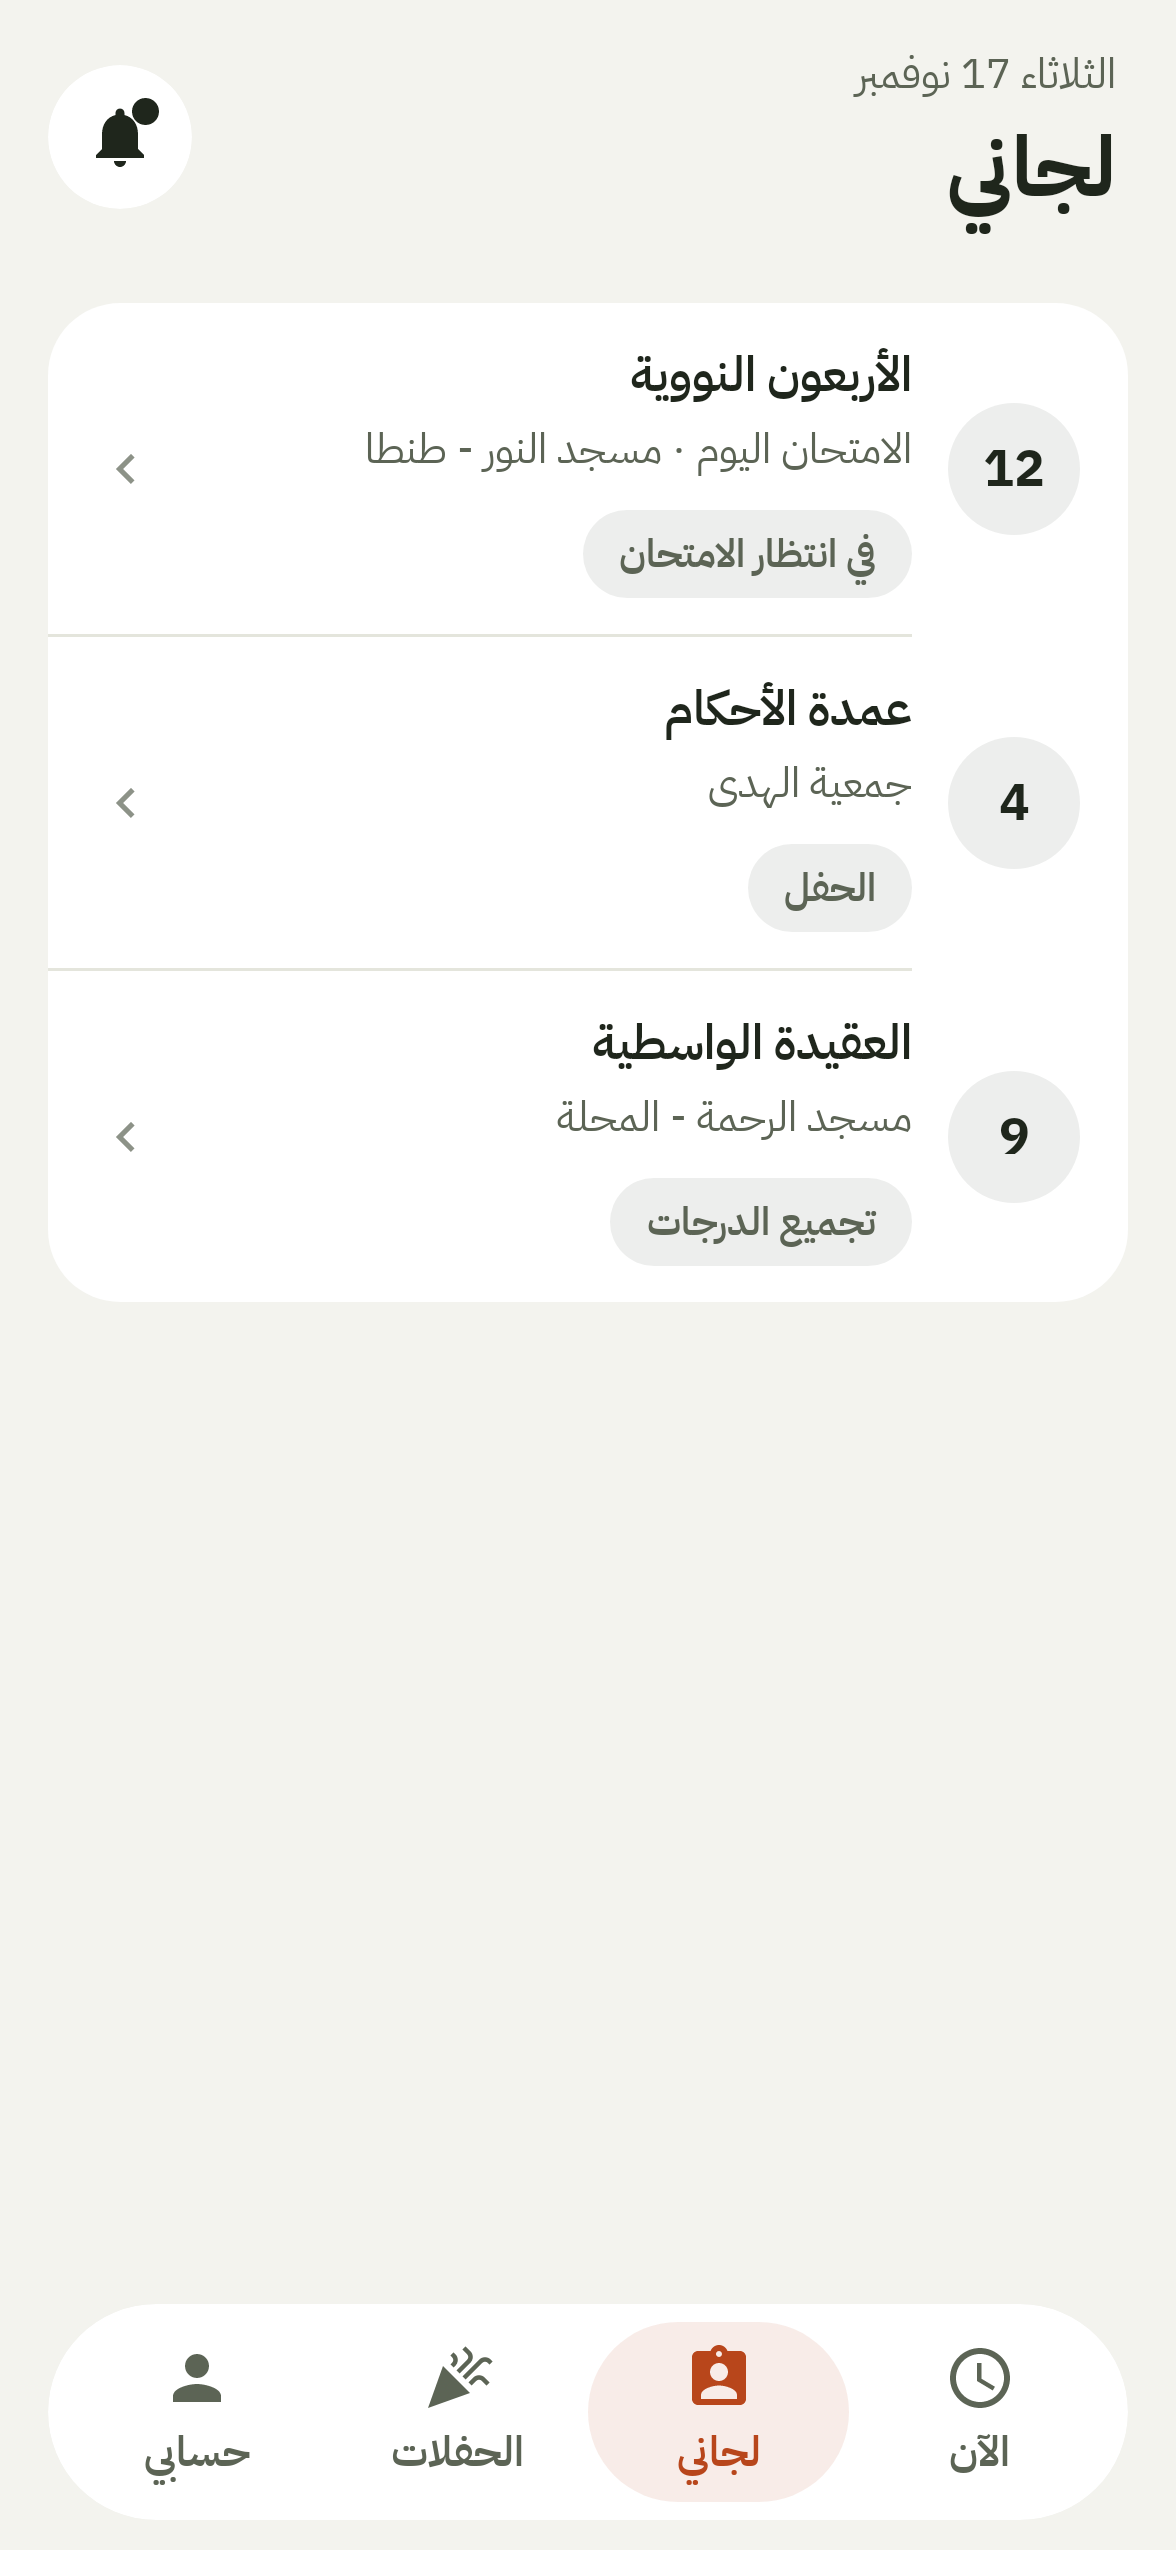 الثلاثاء 17 نوفمبر
لجاني
12
الأربعون النووية
الامتحان اليوم · مسجد النور - طنطا
في انتظار الامتحان
4
عمدة الأحكام
جمعية الهدى
الحفل
9
العقيدة الواسطية
مسجد الرحمة - المحلة
تجميع الدرجات
الآن
لجاني
الحفلات
حسابي